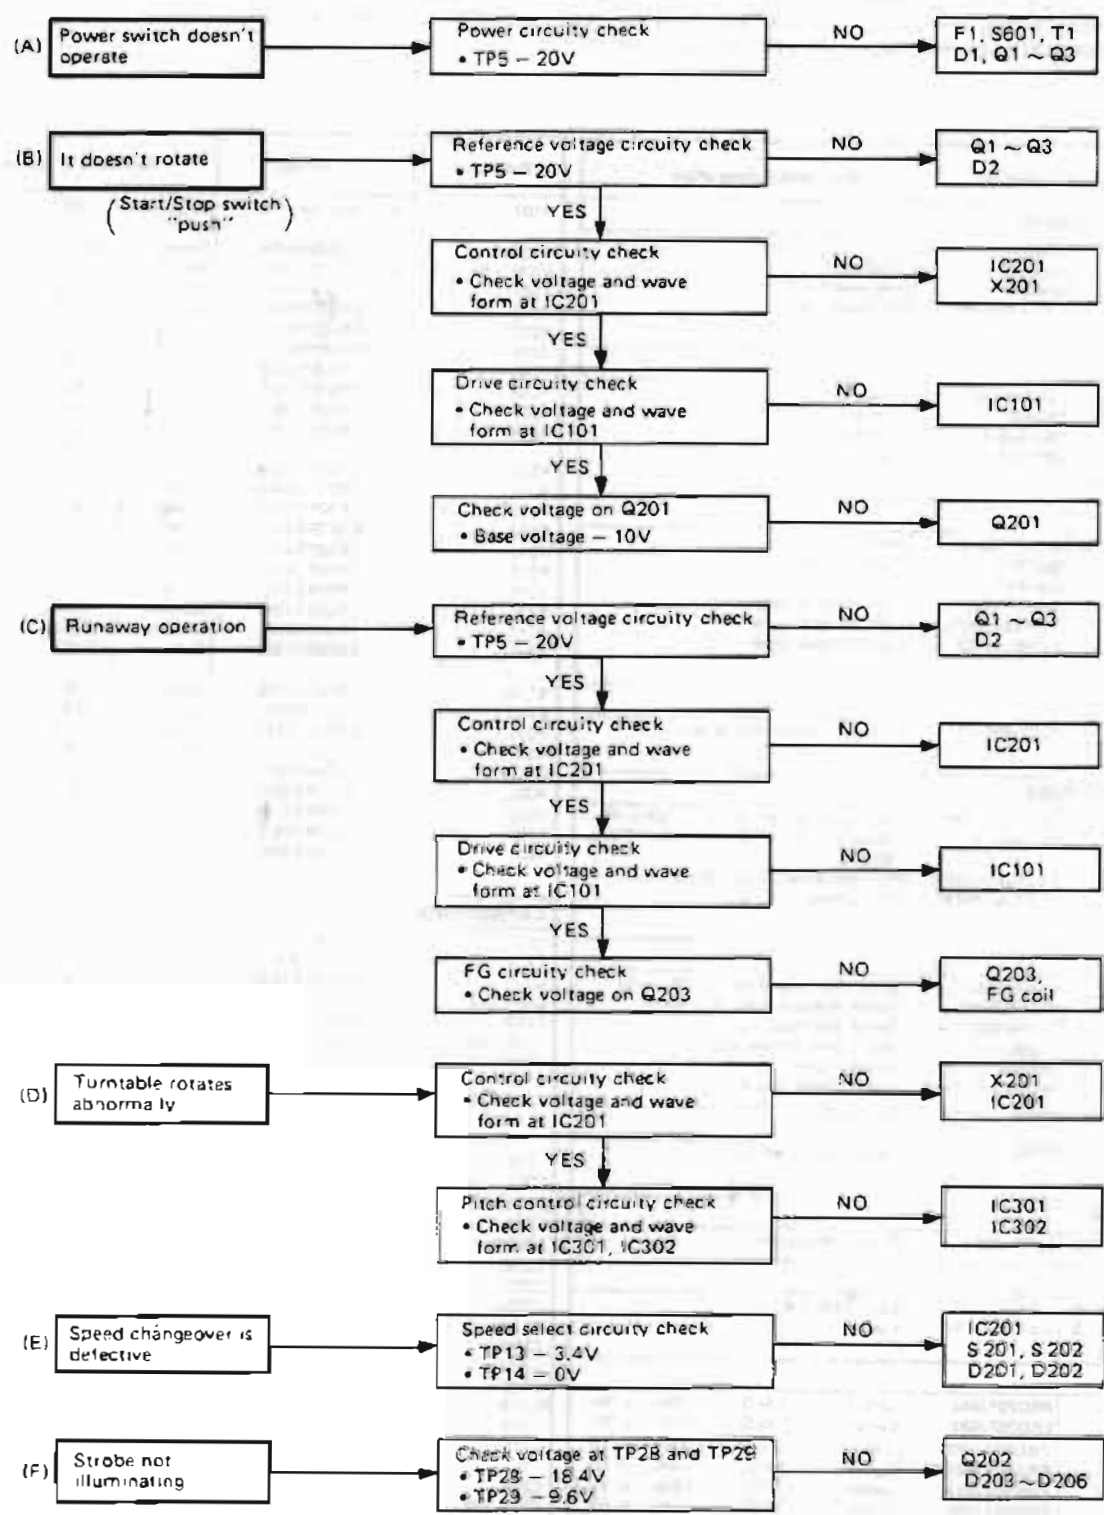 (A)
Power switch doesn't
operate
Power circuity check
• TP5 – 20V
NO
F1, S601, T1
D1, Q1 ~ Q3
(B)
It doesn't rotate
(Start/Stop switch
"push")
Reference voltage circuity check
• TP5 – 20V
NO
Q1 ~ Q3
D2
YES
Control circuity check
• Check voltage and wave
form at IC201
NO
IC201
X201
YES
Drive circuity check
• Check voltage and wave
form at IC101
NO
IC101
YES
Check voltage on Q201
• Base voltage – 10V
NO
Q201
(C)
Runaway operation
Reference voltage circuity check
• TP5 – 20V
NO
Q1 ~ Q3
D2
YES
Control circuity check
• Check voltage and wave
form at IC201
NO
IC201
YES
Drive circuity check
• Check voltage and wave
form at IC101
NO
IC101
YES
FG circuity check
• Check voltage on Q203
NO
Q203,
FG coil
(D)
Turntable rotates
abnormally
Control circuity check
• Check voltage and wave
form at IC201
NO
X201
IC201
YES
Pitch control circuity check
• Check voltage and wave
form at IC301, IC302
NO
IC301
IC302
(E)
Speed changeover is
defective
Speed select circuity check
• TP13 – 3.4V
• TP14 – 0V
NO
IC201
S201, S202
D201, D202
(F)
Strobe not
illuminating
Check voltage at TP28 and TP29
• TP28 – 18.4V
• TP29 – 9.6V
NO
Q202
D203~D206